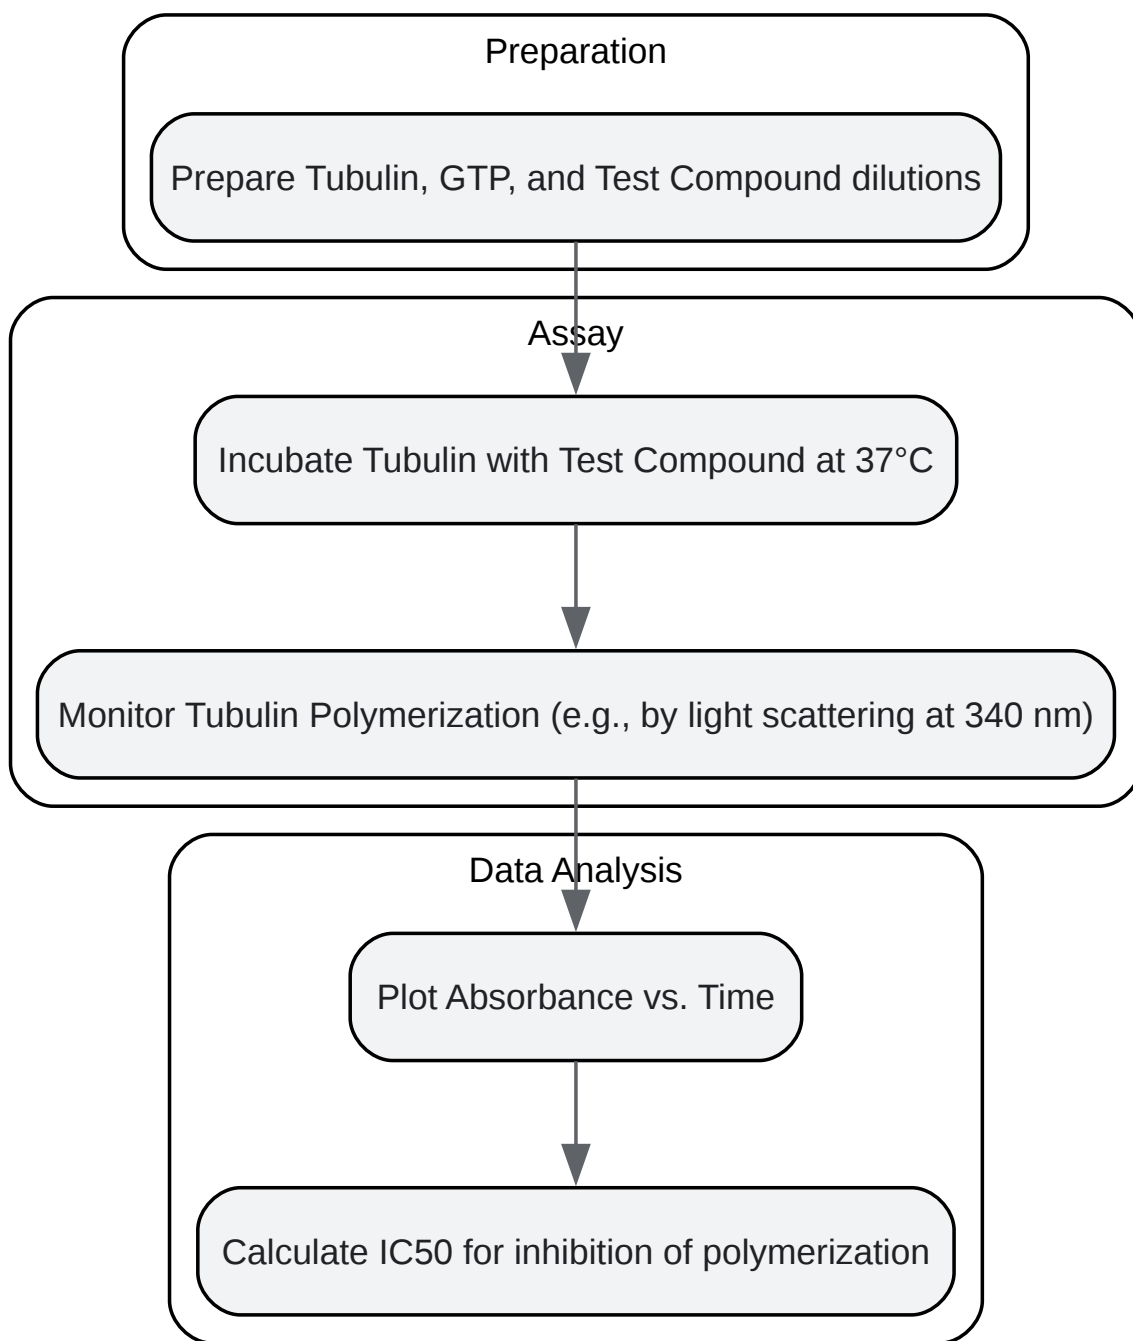 Preparation
Prepare Tubulin, GTP, and Test Compound dilutions
Assay
Incubate Tubulin with Test Compound at 37°C
Monitor Tubulin Polymerization (e.g., by light scattering at 340 nm)
Data Analysis
Plot Absorbance vs. Time
Calculate IC50 for inhibition of polymerization